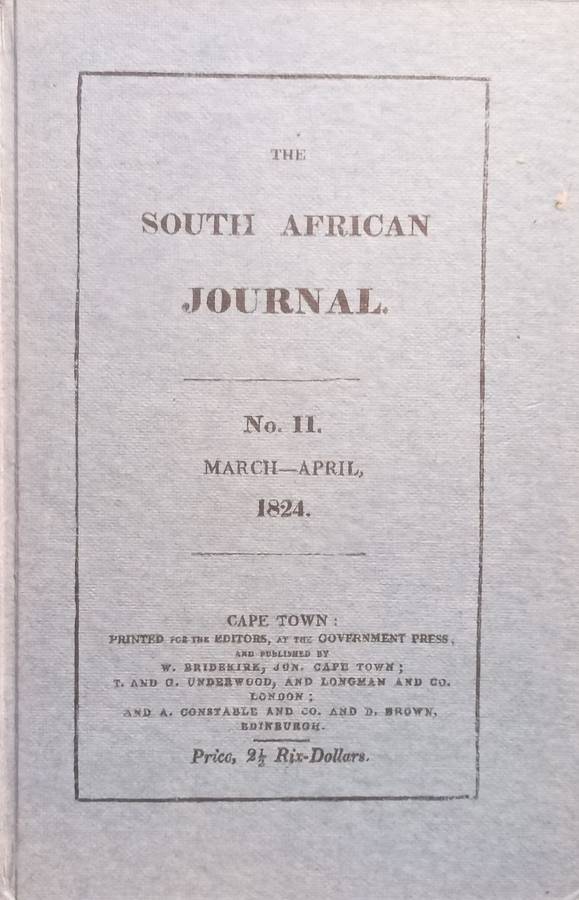 THE
SOUTH AFRICAN
JOURNAL.
No. II.
MARCH—APRIL,
1824.
CAPE TOWN:
PRINTED FOR THE EDITORS, AT THE GOVERNMENT PRESS,
AND PUBLISHED BY
W. BRIDEKIRK, JUN. CAPE TOWN;
T. AND G. UNDERWOOD, AND LONGMAN AND CO.
LONDON;
AND A. CONSTABLE AND CO. AND D. BROWN,
EDINBURGH.
Price, 2½ Rix-Dollars.